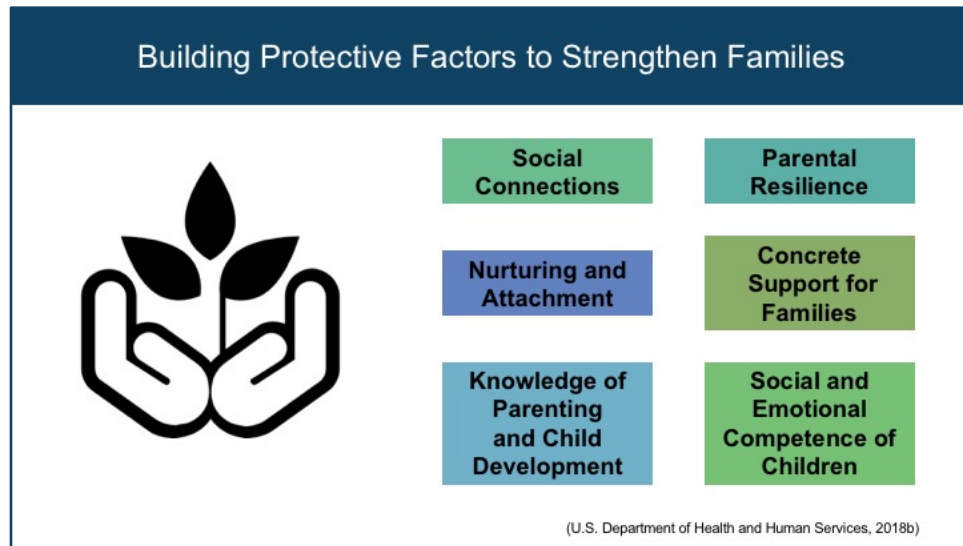 Building Protective Factors to Strengthen Families
Social
Connections
Parental
Resilience
Nurturing and
Attachment
Concrete
Support for
Families
Knowledge of
Parenting
and Child
Development
Social and
Emotional
Competence of
Children
(U.S. Department of Health and Human Services, 2018b)